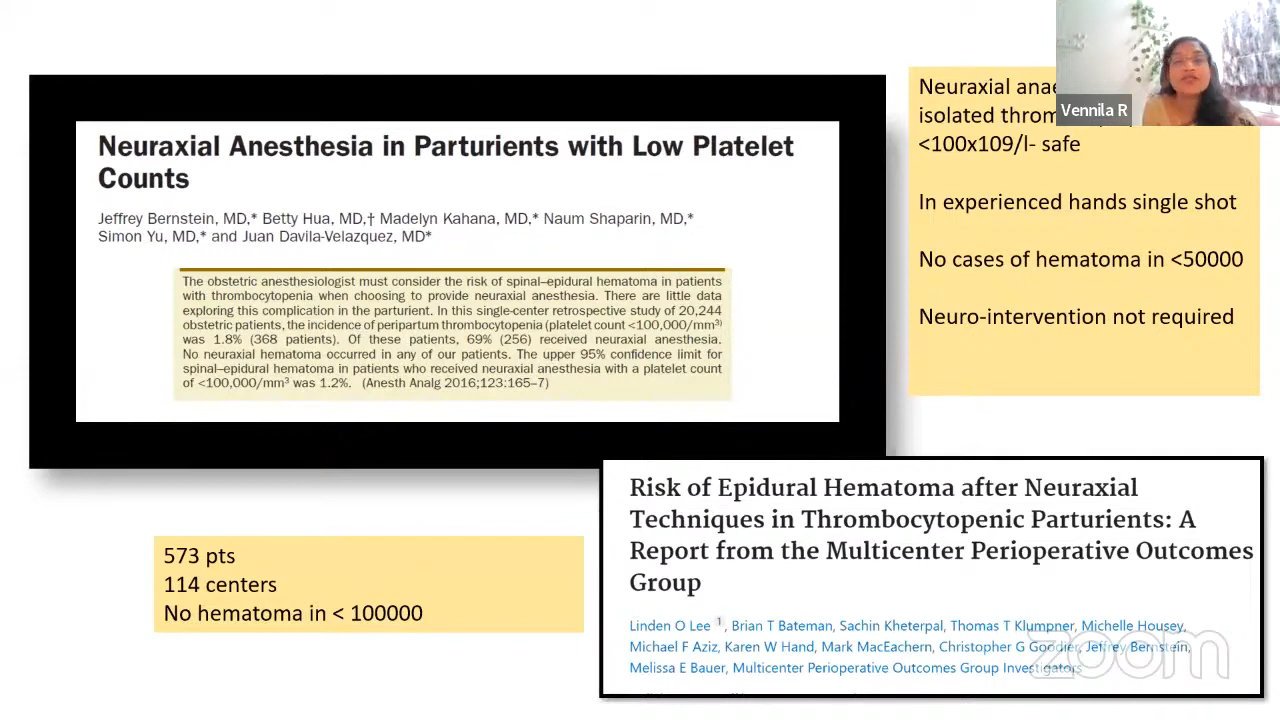 Neuraxial Anesthesia in Parturients with Low Platelet
Counts
Jeffrey Bernstein, MD,* Betty Hua, MD,† Madelyn Kahana, MD,* Naum Shaparin, MD,*
Simon Yu, MD,* and Juan Davila-Velazquez, MD*
The obstetric anesthesiologist must consider the risk of spinal–epidural hematoma in patients
with thrombocytopenia when choosing to provide neuraxial anesthesia. There are little data
exploring this complication in the parturient. In this single-center retrospective study of 20,244
obstetric patients, the incidence of peripartum thrombocytopenia (platelet count <100,000/mm³)
was 1.8% (368 patients). Of these patients, 69% (256) received neuraxial anesthesia.
No neuraxial hematoma occurred in any of our patients. The upper 95% confidence limit for
spinal–epidural hematoma in patients who received neuraxial anesthesia with a platelet count
of <100,000/mm³ was 1.2%. (Anesth Analg 2016;123:165–7)
Vennila R
Neuraxial
isolated
<100x109/l- safe
In experienced hands single shot
No cases of hematoma in <50000
Neuro-intervention not required
573 pts
114 centers
No hematoma in < 100000
Risk of Epidural Hematoma after Neuraxial
Techniques in Thrombocytopenic Parturients: A
Report from the Multicenter Perioperative Outcomes
Group
Linden O Lee 1, Brian T Bateman, Sachin Kheterpal, Thomas T Klumpner, Michelle Housey,
Michael F Aziz, Karen W Hand, Mark MacEachern, Christopher G Goodier, Jeffrey Bernstein,
Melissa E Bauer, Multicenter Perioperative Outcomes Group Investigators
zoom